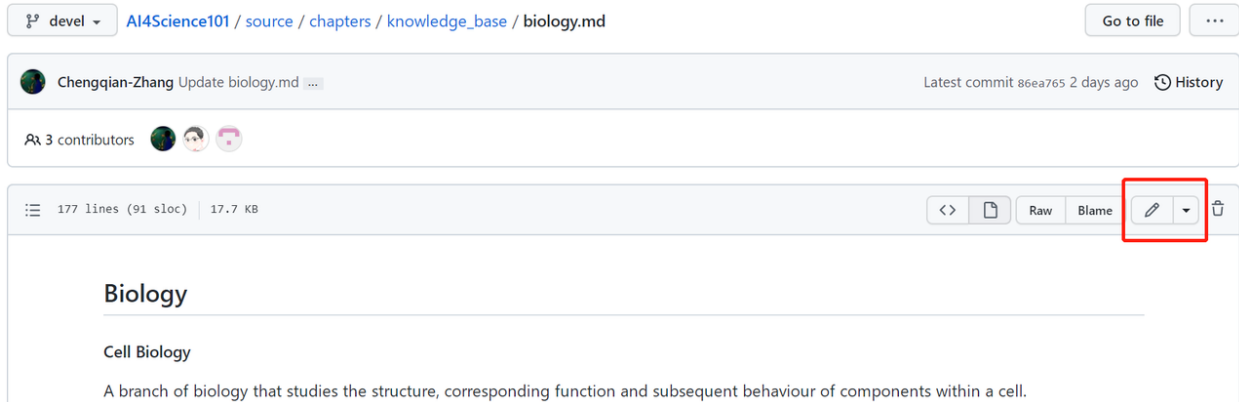 devel AI4Science101 / source / chapters / knowledge_base / biology.md Go to file ...
Chengqian-Zhang Update biology.md ... Latest commit 86ea765 2 days ago History
3 contributors
177 lines (91 sloc) 17.7 KB <> Raw Blame
Biology
Cell Biology
A branch of biology that studies the structure, corresponding function and subsequent behaviour of components within a cell.